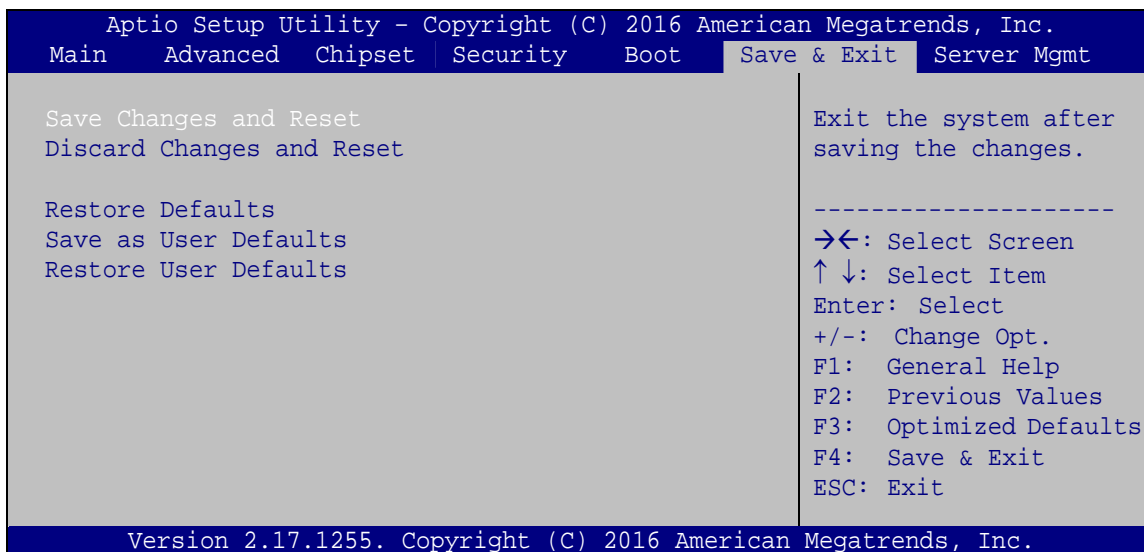 Aptio Setup Utility – Copyright (C) 2016 American Megatrends, Inc.
Main Advanced Chipset Security Boot Save & Exit Server Mgmt
Save Changes and Reset
Discard Changes and Reset
Restore Defaults
Save as User Defaults
Restore User Defaults
Exit the system after
saving the changes.
---------------------
→←: Select Screen
↑ ↓: Select Item
Enter: Select
+/-: Change Opt.
F1: General Help
F2: Previous Values
F3: Optimized Defaults
F4: Save & Exit
ESC: Exit
Version 2.17.1255. Copyright (C) 2016 American Megatrends, Inc.